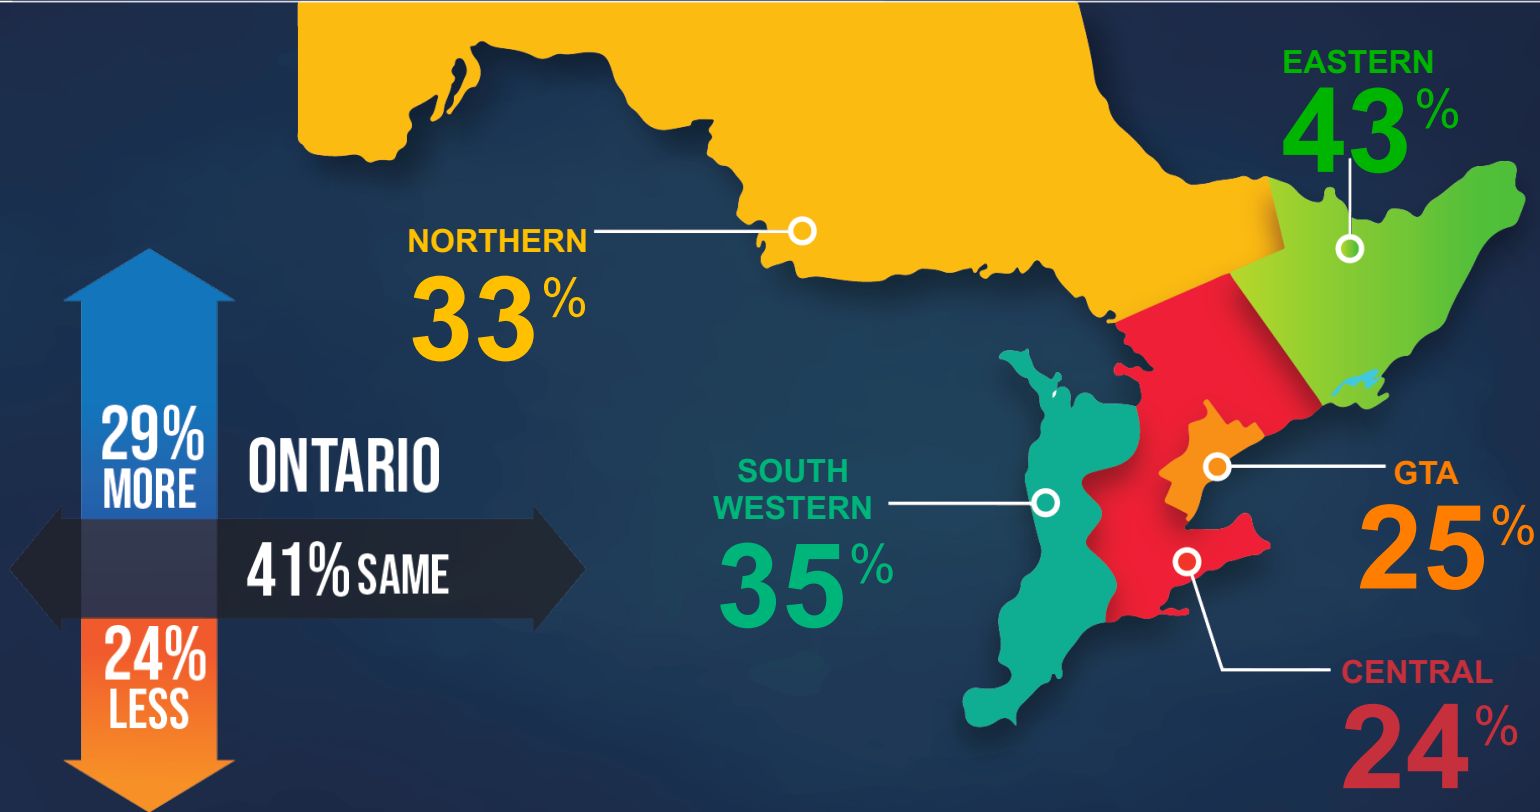 EASTERN
43%
NORTHERN
33%
29%
MORE
ONTARIO
41% SAME
24%
LESS
SOUTH
WESTERN
35%
GTA
25%
CENTRAL
24%